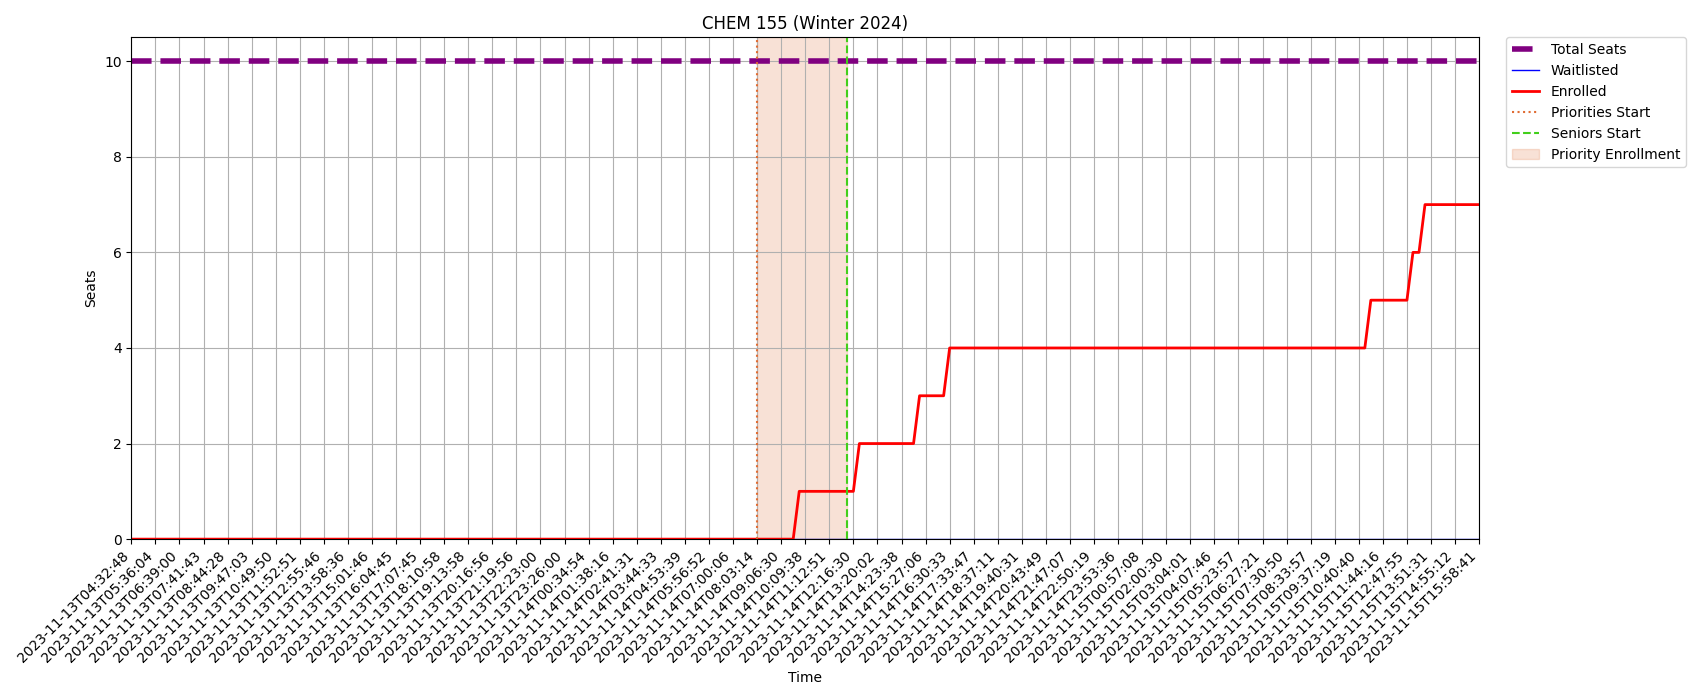 CHEM 155 (Winter 2024)
Total Seats
Waitlisted
Enrolled
Priorities Start
Seniors Start
Priority Enrollment
Seats
10
8
6
4
2
0
2023-11-13T04:32:48
2023-11-13T05:36:04
2023-11-13T06:39:00
2023-11-13T07:41:43
2023-11-13T08:44:28
2023-11-13T09:47:03
2023-11-13T10:49:50
2023-11-13T11:52:51
2023-11-13T12:55:46
2023-11-13T13:58:36
2023-11-13T15:01:46
2023-11-13T16:04:45
2023-11-13T17:07:45
2023-11-13T18:10:58
2023-11-13T19:13:58
2023-11-13T20:16:56
2023-11-13T21:19:56
2023-11-13T22:23:00
2023-11-13T23:26:00
2023-11-14T00:34:54
2023-11-14T01:38:16
2023-11-14T02:41:31
2023-11-14T03:44:33
2023-11-14T04:53:39
2023-11-14T05:56:52
2023-11-14T07:00:06
2023-11-14T08:03:14
2023-11-14T09:06:30
2023-11-14T10:09:38
2023-11-14T11:12:51
2023-11-14T12:16:30
2023-11-14T13:20:02
2023-11-14T14:23:38
2023-11-14T15:27:06
2023-11-14T16:30:33
2023-11-14T17:33:47
2023-11-14T18:37:11
2023-11-14T19:40:31
2023-11-14T20:43:49
2023-11-14T21:47:07
2023-11-14T22:50:19
2023-11-14T23:53:36
2023-11-15T00:57:08
2023-11-15T02:00:30
2023-11-15T03:04:01
2023-11-15T04:07:46
2023-11-15T05:23:57
2023-11-15T06:27:21
2023-11-15T07:30:50
2023-11-15T08:33:57
2023-11-15T09:37:19
2023-11-15T10:40:40
2023-11-15T11:44:16
2023-11-15T12:47:55
2023-11-15T13:51:31
2023-11-15T14:55:12
2023-11-15T15:58:41
Time